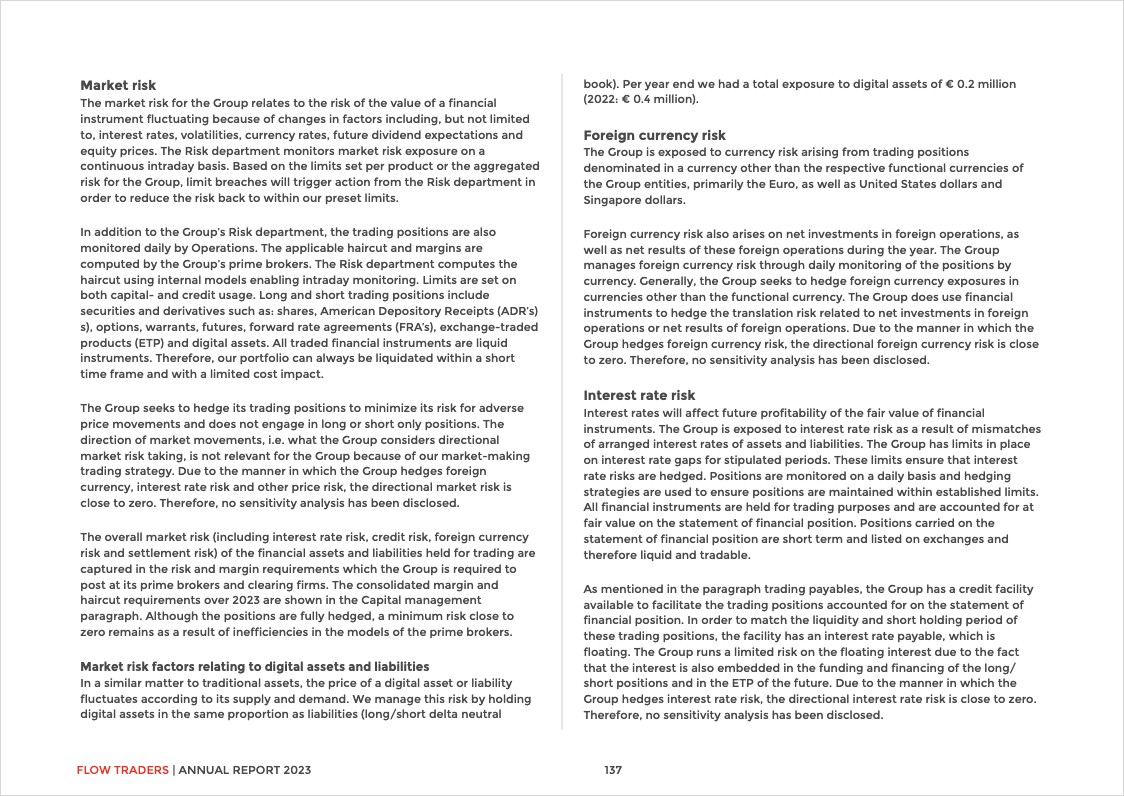 Market risk
The market risk for the Group relates to the risk of the value of a financial
instrument fluctuating because of changes in factors including, but not limited
to, interest rates, volatilities, currency rates, future dividend expectations and
equity prices. The Risk department monitors market risk exposure on a
continuous intraday basis. Based on the limits set per product or the aggregated
risk for the Group, limit breaches will trigger action from the Risk department in
order to reduce the risk back to within our preset limits.
In addition to the Group's Risk department, the trading positions are also
monitored daily by Operations. The applicable haircut and margins are
computed by the Group's prime brokers. The Risk department computes the
haircut using internal models enabling intraday monitoring. Limits are set on
both capital- and credit usage. Long and short trading positions include
securities and derivatives such as: shares, American Depository Receipts (ADR's)
s), options, warrants, futures, forward rate agreements (FRA's), exchange-traded
products (ETP) and digital assets. All traded financial instruments are liquid
instruments. Therefore, our portfolio can always be liquidated within a short
time frame and with a limited cost impact.
The Group seeks to hedge its trading positions to minimize its risk for adverse
price movements and does not engage in long or short only positions. The
direction of market movements, i.e. what the Group considers directional
market risk taking, is not relevant for the Group because of our market-making
trading strategy. Due to the manner in which the Group hedges foreign
currency, interest rate risk and other price risk, the directional market risk is
close to zero. Therefore, no sensitivity analysis has been disclosed.
The overall market risk (including interest rate risk, credit risk, foreign currency
risk and settlement risk) of the financial assets and liabilities held for trading are
captured in the risk and margin requirements which the Group is required to
post at its prime brokers and clearing firms. The consolidated margin and
haircut requirements over 2023 are shown in the Capital management
paragraph. Although the positions are fully hedged, a minimum risk close to
zero remains as a result of inefficiencies in the models of the prime brokers.
Market risk factors relating to digital assets and liabilities
In a similar matter to traditional assets, the price of a digital asset or liability
fluctuates according to its supply and demand. We manage this risk by holding
digital assets in the same proportion as liabilities (long/short delta neutral
book). Per year end we had a total exposure to digital assets of € 0.2 million
(2022: € 0.4 million).
Foreign currency risk
The Group is exposed to currency risk arising from trading positions
denominated in a currency other than the respective functional currencies of
the Group entities, primarily the Euro, as well as United States dollars and
Singapore dollars.
Foreign currency risk also arises on net investments in foreign operations, as
well as net results of these foreign operations during the year. The Group
manages foreign currency risk through daily monitoring of the positions by
currency. Generally, the Group seeks to hedge foreign currency exposures in
currencies other than the functional currency. The Group does use financial
instruments to hedge the translation risk related to net investments in foreign
operations or net results of foreign operations. Due to the manner in which the
Group hedges foreign currency risk, the directional foreign currency risk is close
to zero. Therefore, no sensitivity analysis has been disclosed.
Interest rate risk
Interest rates will affect future profitability of the fair value of financial
instruments. The Group is exposed to interest rate risk as a result of mismatches
of arranged interest rates of assets and liabilities. The Group has limits in place
on interest rate gaps for stipulated periods. These limits ensure that interest
rate risks are hedged. Positions are monitored on a daily basis and hedging
strategies are used to ensure positions are maintained within established limits.
All financial instruments are held for trading purposes and are accounted for at
fair value on the statement of financial position. Positions carried on the
statement of financial position are short term and listed on exchanges and
therefore liquid and tradable.
As mentioned in the paragraph trading payables, the Group has a credit facility
available to facilitate the trading positions accounted for on the statement of
financial position. In order to match the liquidity and short holding period of
these trading positions, the facility has an interest rate payable, which is
floating. The Group runs a limited risk on the floating interest due to the fact
that the interest is also embedded in the funding and financing of the long/
short positions and in the ETP of the future. Due to the manner in which the
Group hedges interest rate risk, the directional interest rate risk is close to zero.
Therefore, no sensitivity analysis has been disclosed.
FLOW TRADERS | ANNUAL REPORT 2023
137